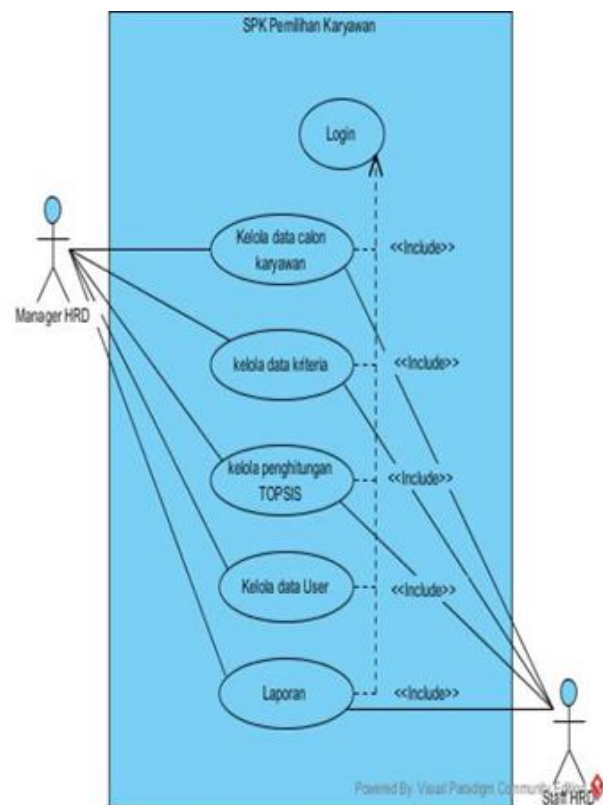 SPK Pemilihan Karyawan
Login
Kelola data calon
karyawan
<<Include>>
Manager HRD
kelola data kriteria
<<Include>>
kelola penghitungan
TOPSIS
<<Include>>
Kelola data User
<<Include>>
Laporan
<<Include>>
Powered By Visual Paradigm Community Edition
Staff HRD